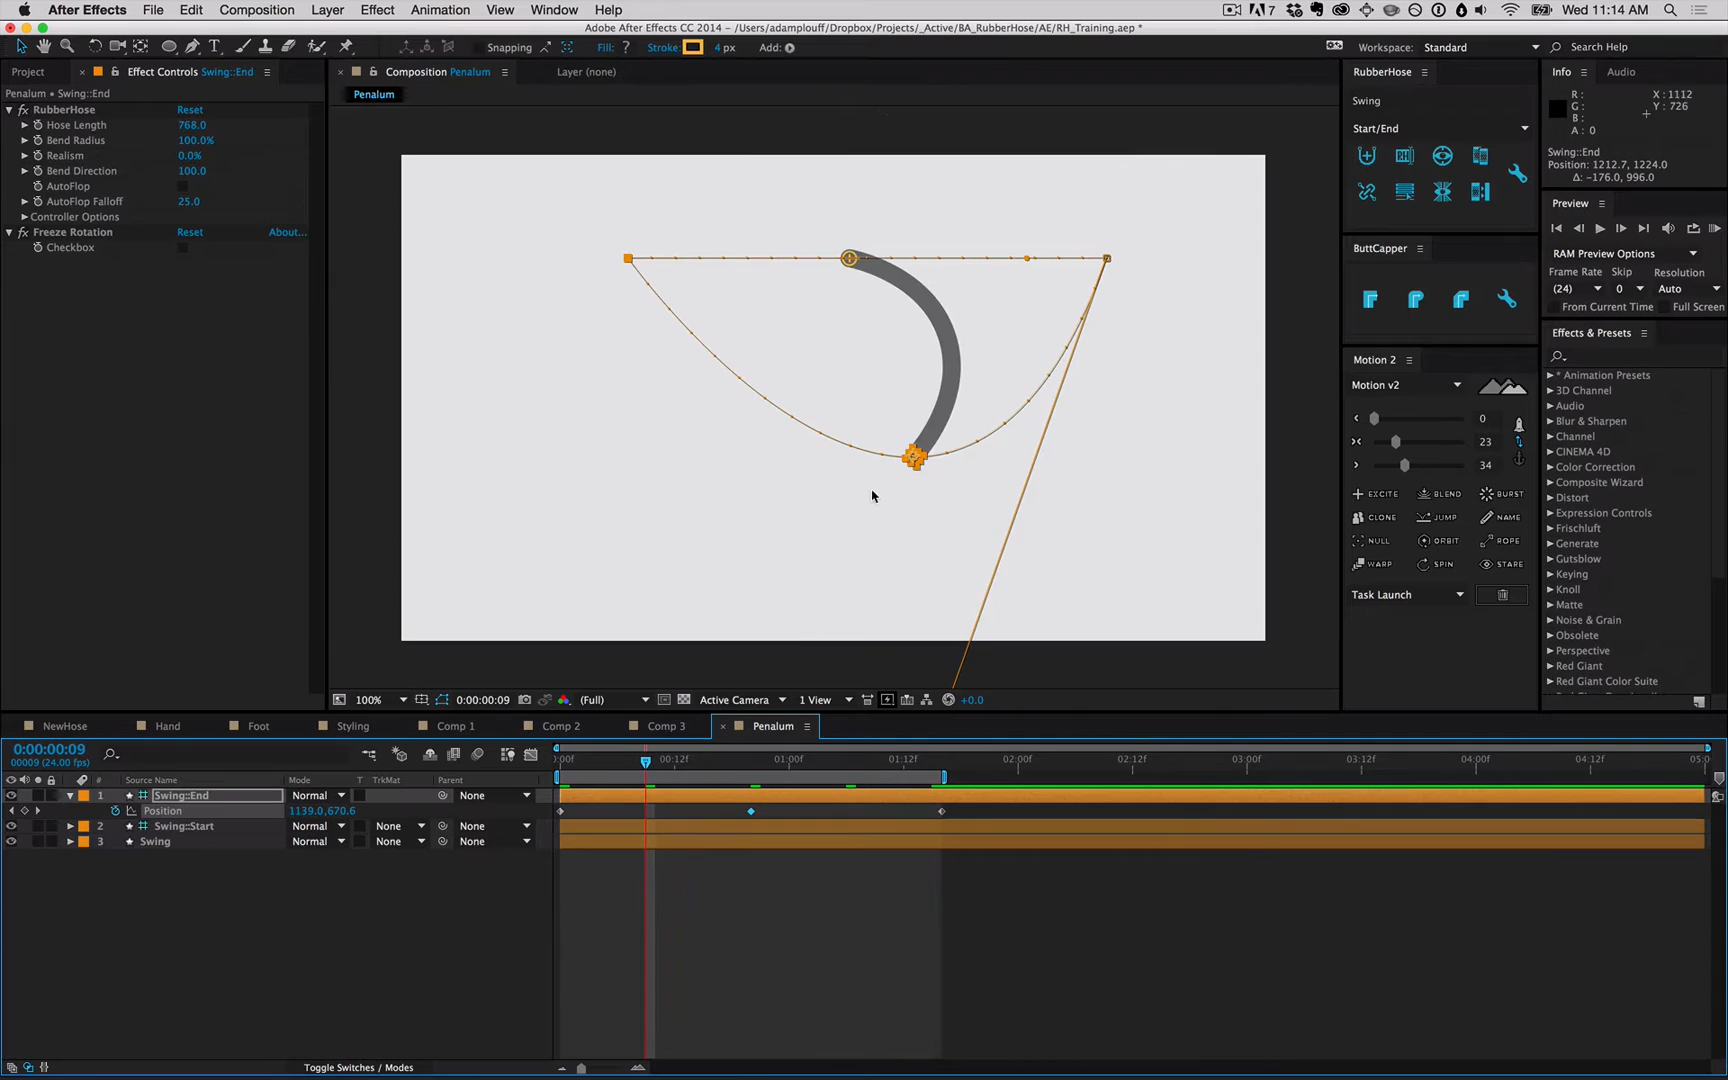 After Effects File Edit Composition Layer Effect Animation View Window Help
7 Wed 11:14 AM
Adobe After Effects CC 2014 - /Users/adamplouff/Dropbox/Projects/_Active/BA_RubberHose/AE/RH_Training.aep *
Snapping Fill: ? Stroke: 4 px Add: Workspace: Standard Search Help
Project Effect Controls Swing::End Composition Penalum Layer (none) RubberHose Info Audio
Penalum • Swing::End Penalum Swing
R : X : 1112
G : Y : 726
B :
A : 0
RubberHose Reset
Hose Length 768.0
Bend Radius 100.0%
Realism 0.0%
Bend Direction 100.0
AutoFlop
AutoFlop Falloff 25.0
Controller Options
Freeze Rotation Reset About...
Checkbox
Start/End
Swing::End
Position: 1212.7, 1224.0
Δ: -176.0, 996.0
Preview
ButtCapper
RAM Preview Options
Frame Rate Skip Resolution
(24) 0 Auto
From Current Time Full Screen
Effects & Presets
Motion 2
Motion v2
0
23
34
EXCITE BLEND BURST
CLONE JUMP NAME
NULL ORBIT ROPE
WARP SPIN STARE
Task Launch
* Animation Presets
3D Channel
Audio
Blur & Sharpen
Channel
CINEMA 4D
Color Correction
Composite Wizard
Distort
Expression Controls
Frischluft
Generate
Gutsblow
Keying
Knoll
Matte
Noise & Grain
Obsolete
Perspective
Red Giant
Red Giant Color Suite
100% 0:00:00:09 (Full) Active Camera 1 View +0.0
NewHose Hand Foot Styling Comp 1 Comp 2 Comp 3 Penalum
0:00:00:09
00009 (24.00 fps)
):00f 00:12f 01:00f 01:12f 02:00f 02:12f 03:00f 03:12f 04:00f 04:12f 05:0
# Source Name Mode T TrkMat Parent
1 Swing::End Normal None
Position 1139.0,670.6
2 Swing::Start Normal None None
3 Swing Normal None None
Toggle Switches / Modes